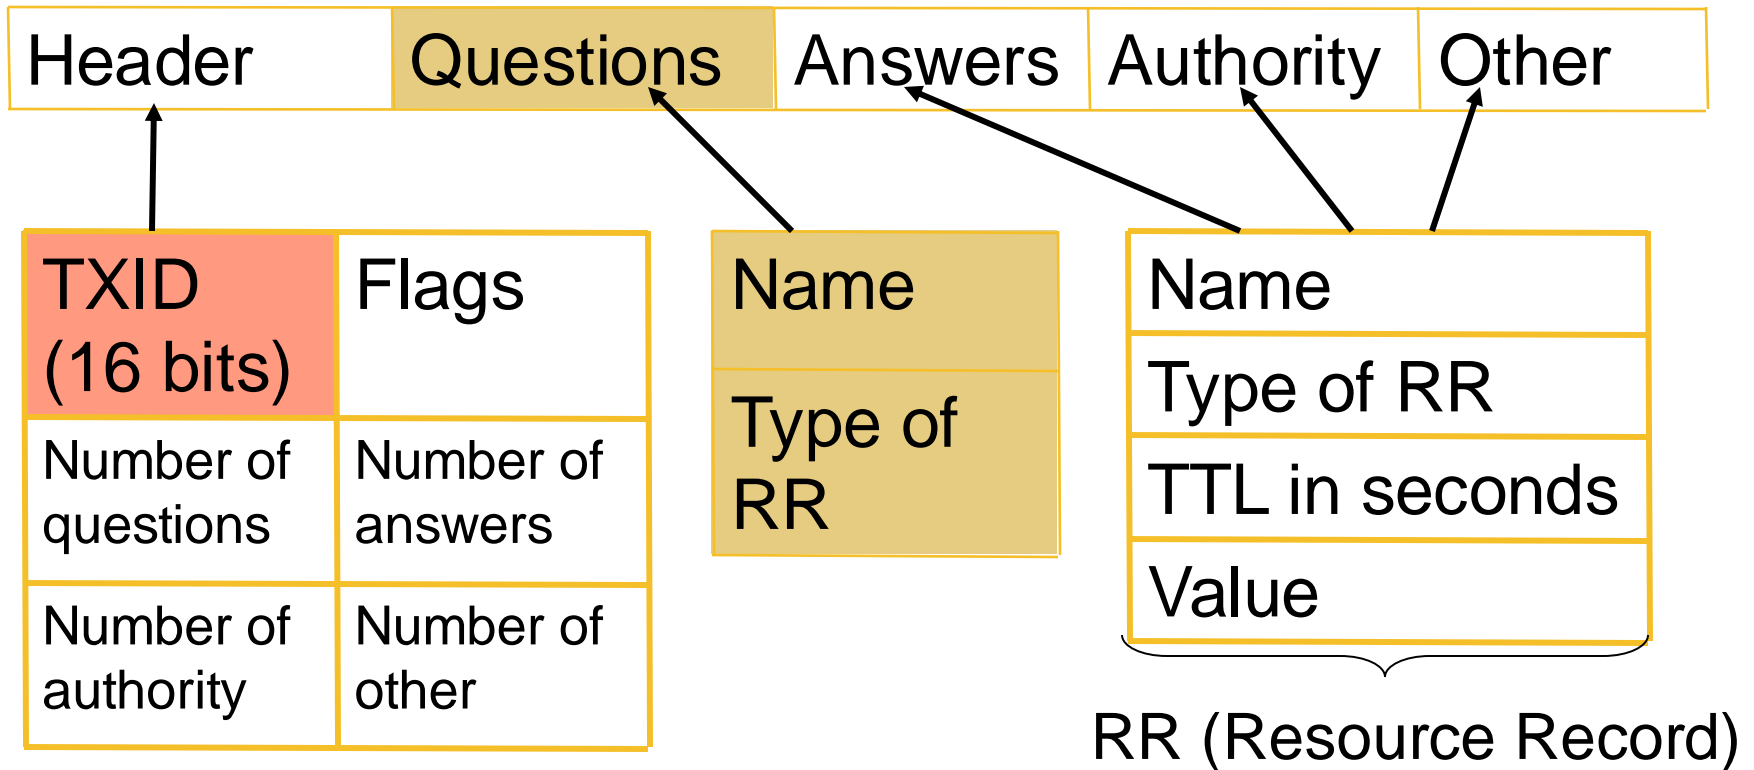 Header Questions Answers Authority Other
TXID
(16 bits)
Flags
Number of
questions
Number of
answers
Number of
authority
Number of
other
Name
Type of
RR
Name
Type of RR
TTL in seconds
Value
RR (Resource Record)